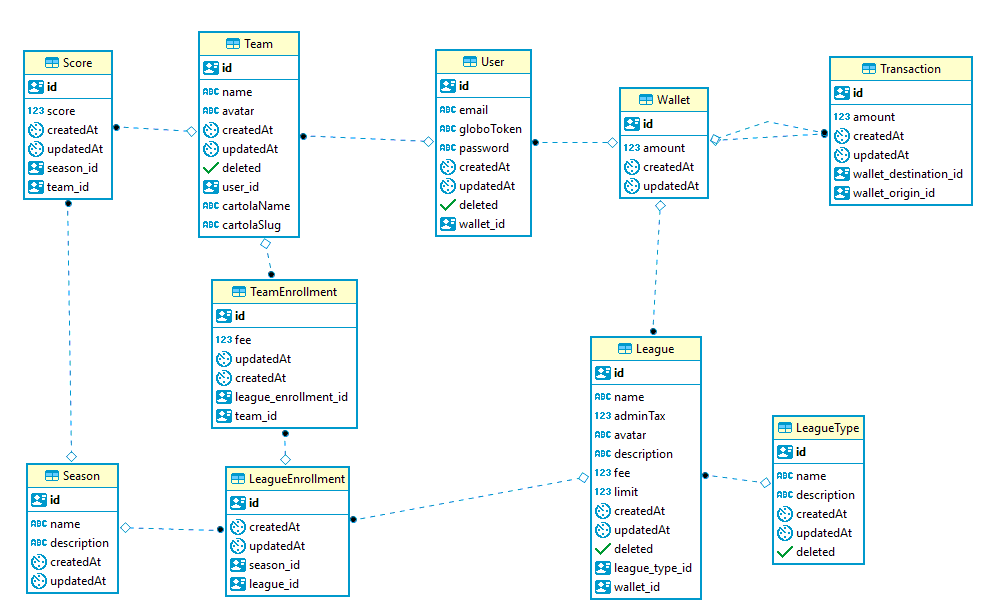 Score
id
123 score
createdAt
updatedAt
season_id
team_id
Team
id
ABC name
ABC avatar
createdAt
updatedAt
deleted
user_id
ABC cartolaName
ABC cartolaSlug
User
id
ABC email
ABC globoToken
ABC password
createdAt
updatedAt
deleted
wallet_id
Wallet
id
123 amount
createdAt
updatedAt
Transaction
id
123 amount
createdAt
updatedAt
wallet_destination_id
wallet_origin_id
TeamEnrollment
id
123 fee
updatedAt
createdAt
league_enrollment_id
team_id
League
id
ABC name
123 adminTax
ABC avatar
ABC description
123 fee
123 limit
createdAt
updatedAt
deleted
league_type_id
wallet_id
LeagueType
id
ABC name
ABC description
createdAt
updatedAt
deleted
Season
id
ABC name
ABC description
createdAt
updatedAt
LeagueEnrollment
id
createdAt
updatedAt
season_id
league_id